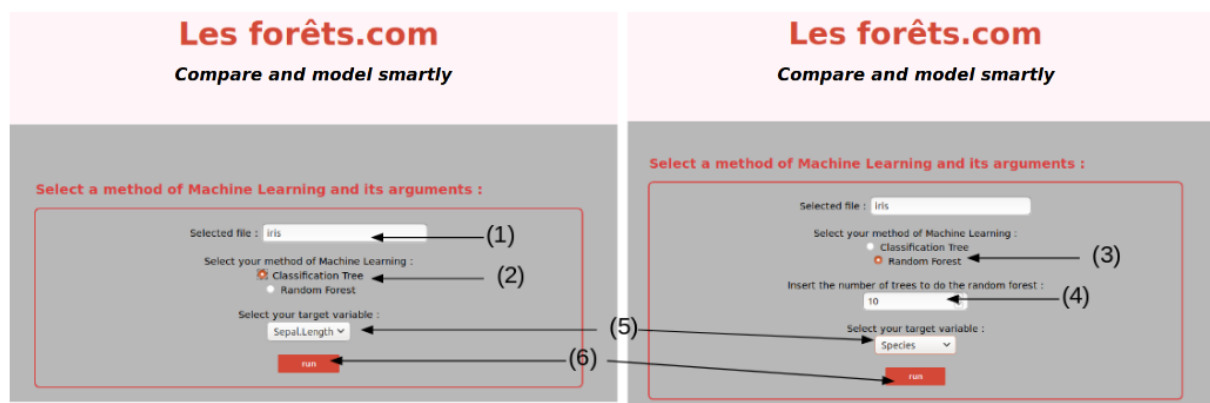 Les forêts.com
Compare and model smartly
Select a method of Machine Learning and its arguments :
Selected file : iris
(1)
Select your method of Machine Learning :
Classification Tree
(2)
Random Forest
Select your target variable :
Sepal.Length
(5)
run
(6)
Les forêts.com
Compare and model smartly
Select a method of Machine Learning and its arguments :
Selected file : iris
Select your method of Machine Learning :
Classification Tree
Random Forest
(3)
Insert the number of trees to do the random forest :
10
(4)
Select your target variable :
Species
run